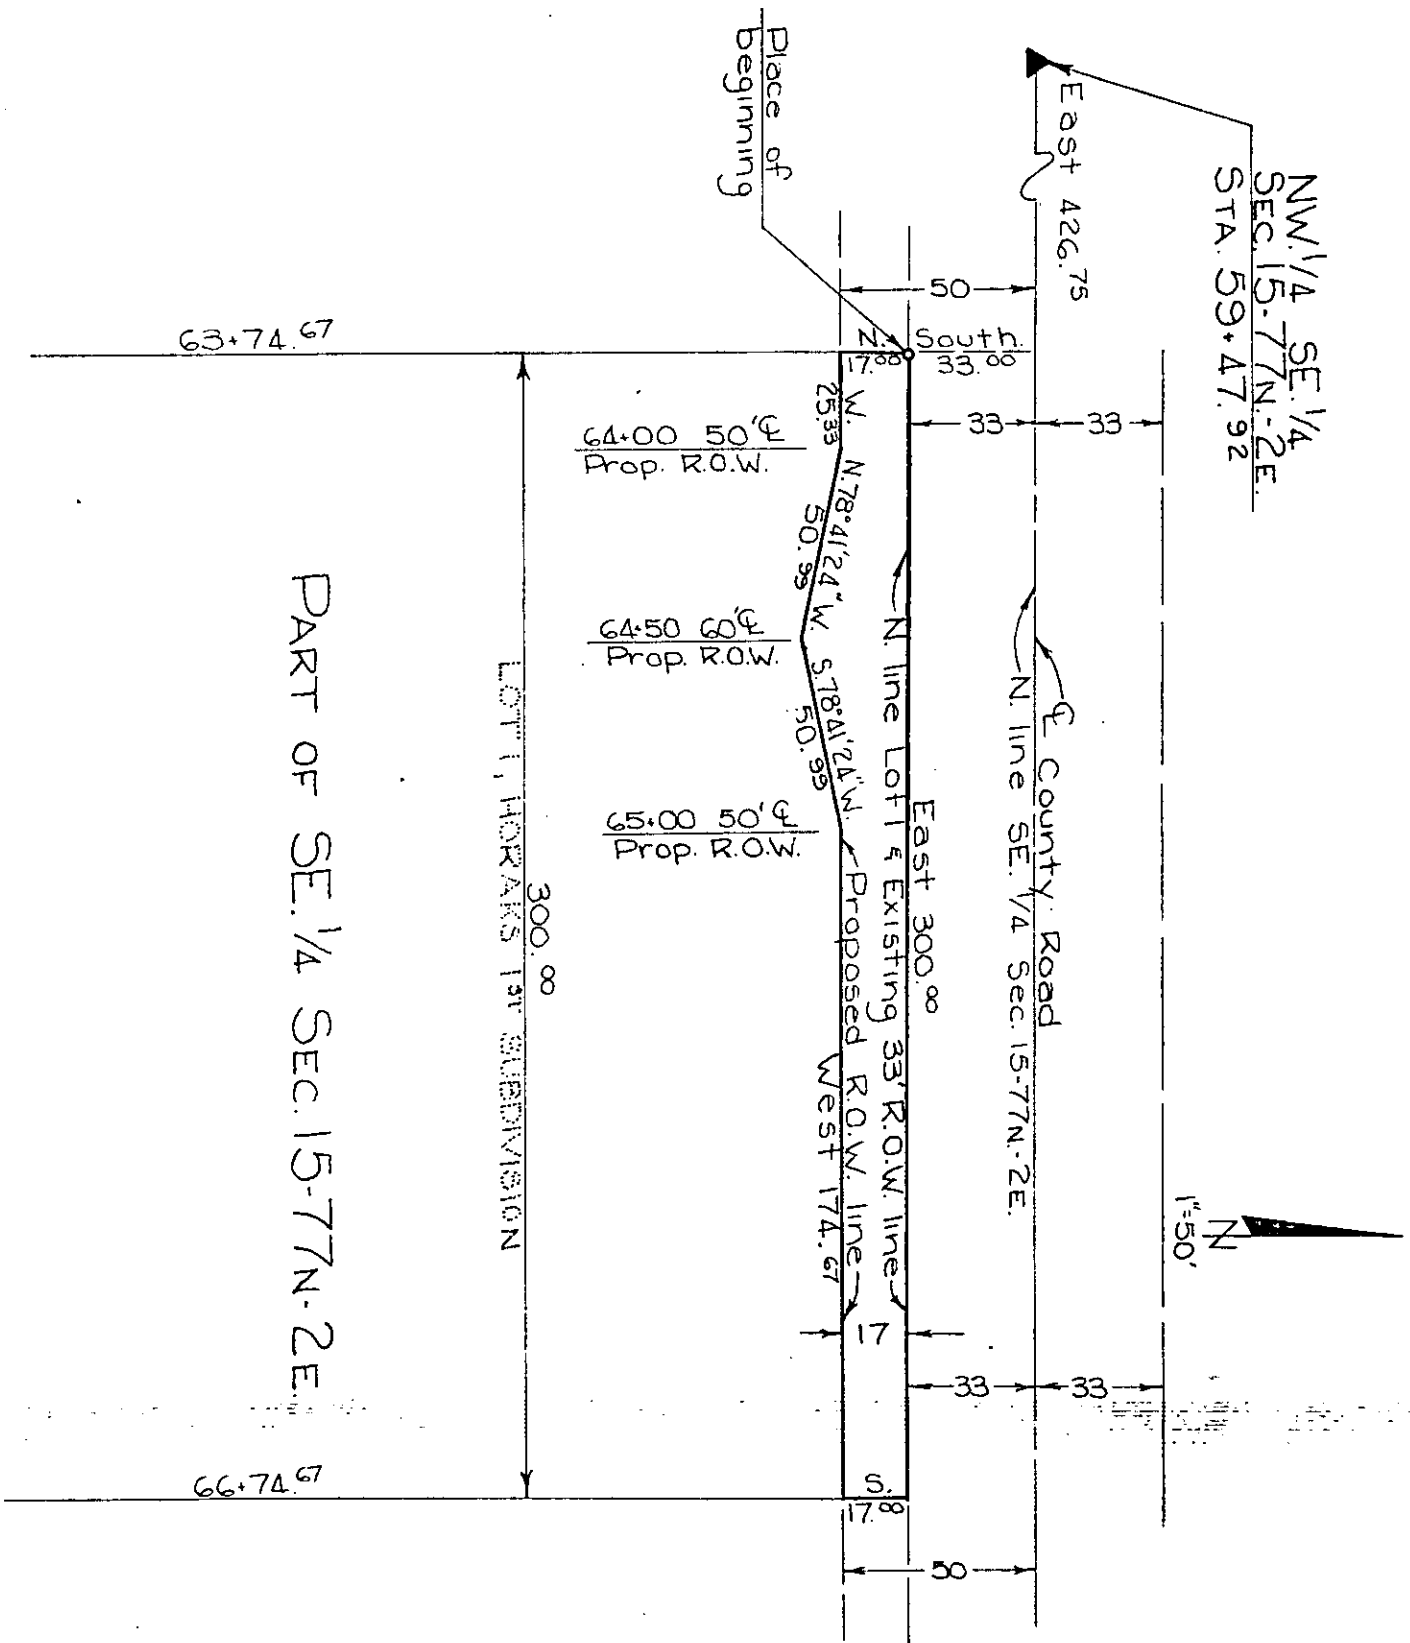 NW. 1/4 SE. 1/4
SEC. 15-77N.-2E.
STA. 59+47.92
East 426.75
Place of
beginning
1"=50'
N
50
N.
17.00
South.
33.00
33
33
63+74.67
W.
25.33
64+00 50' ℄
Prop. R.O.W.
N.78°41'24"W.
50.99
64+50 60' ℄
Prop. R.O.W.
S.78°41'24"W.
50.99
65+00 50' ℄
Prop. R.O.W.
℄ County Road
N. line SE. 1/4 Sec. 15-77N.-2E.
East 300.00
N. line Lot 1 & Existing 33' R.O.W. line
Proposed R.O.W. line
West 174.67
17
33
33
300.00
LOT 1, HORAKS 1ST SUBDIVISION
PART OF SE. 1/4 SEC. 15-77N-2E.
66+74.67
S.
17.00
50